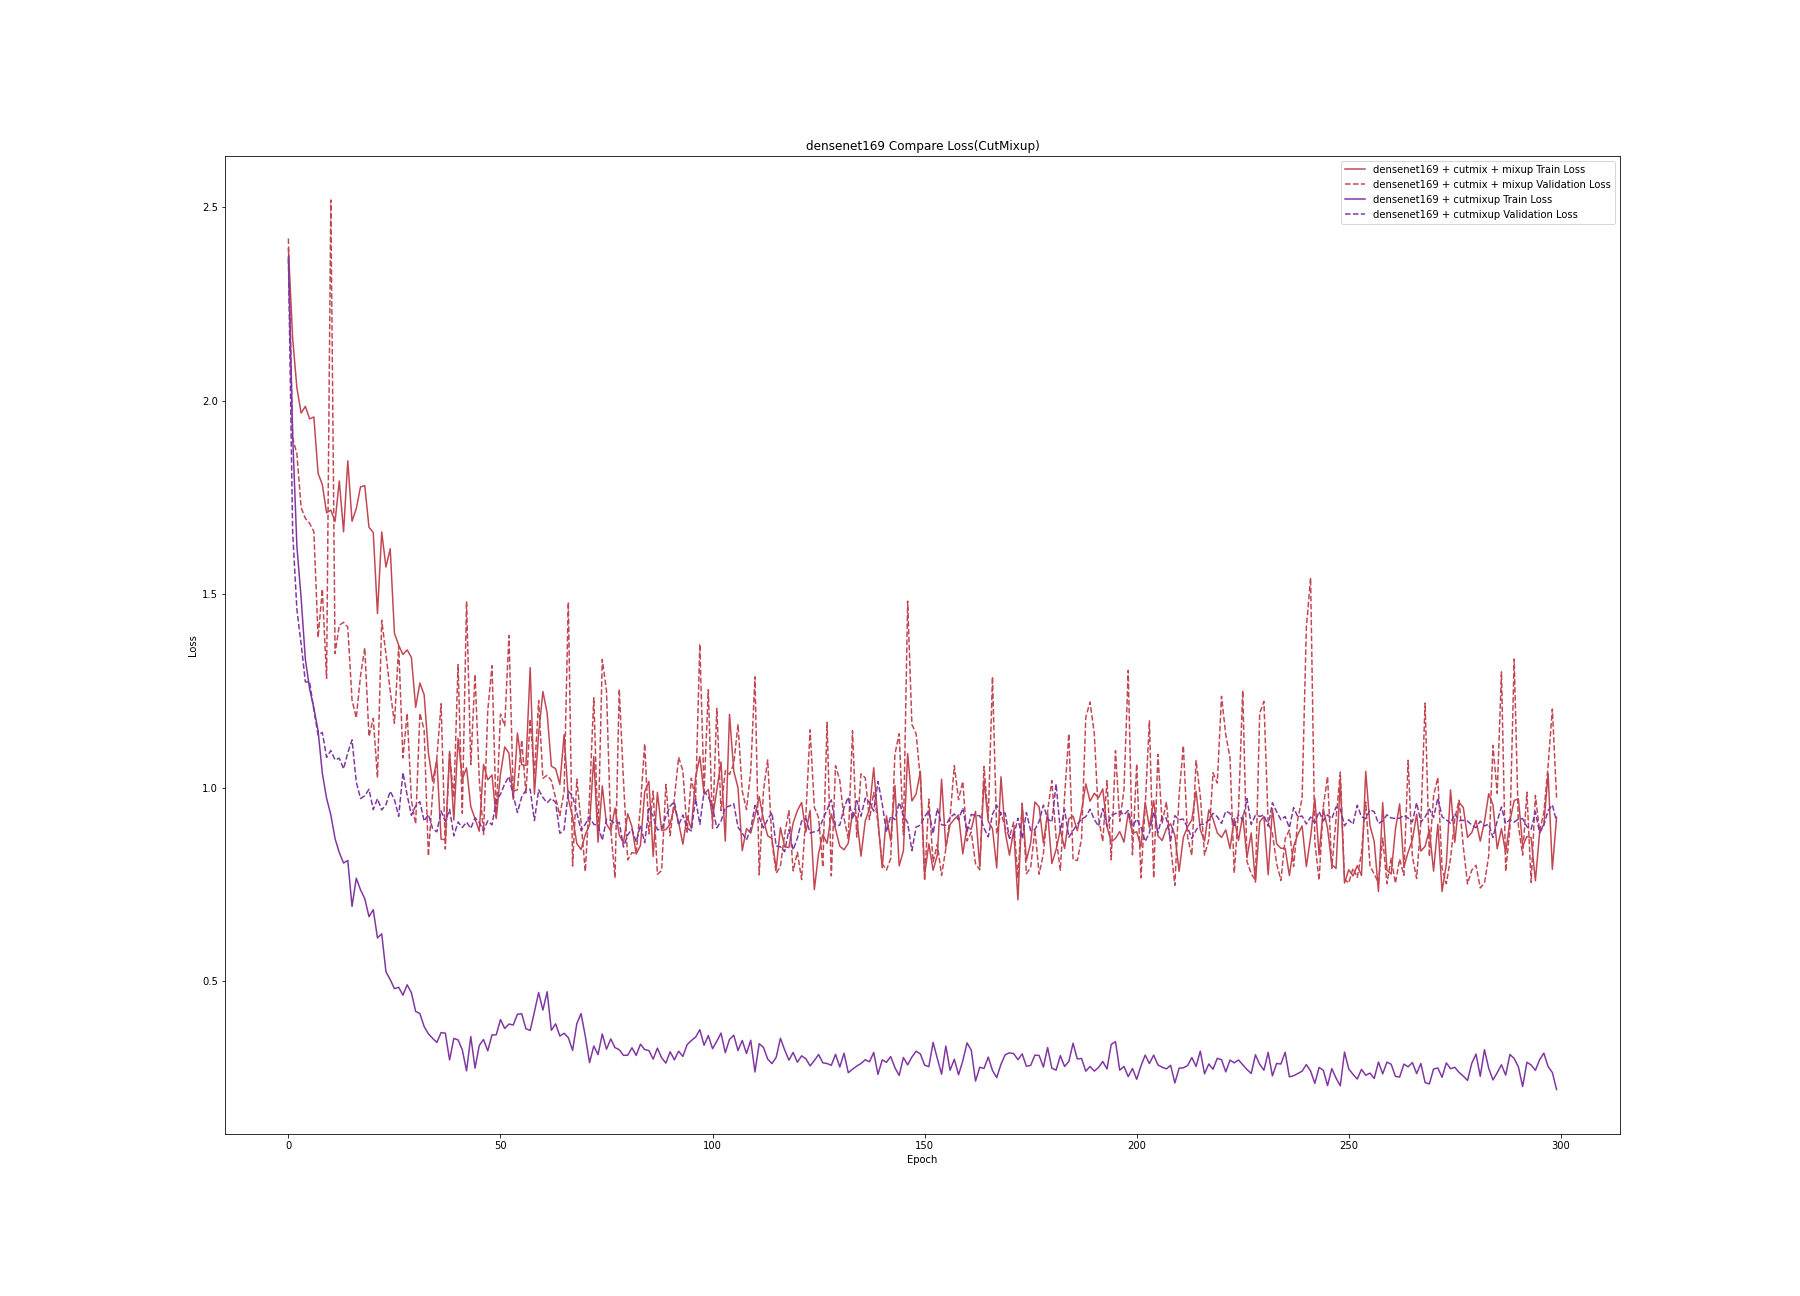 densenet169 Compare Loss(CutMixup)
densenet169 + cutmix + mixup Train Loss
densenet169 + cutmix + mixup Validation Loss
densenet169 + cutmixup Train Loss
densenet169 + cutmixup Validation Loss
2.5
2.0
1.5
1.0
0.5
Loss
0 50 100 150 200 250 300
Epoch